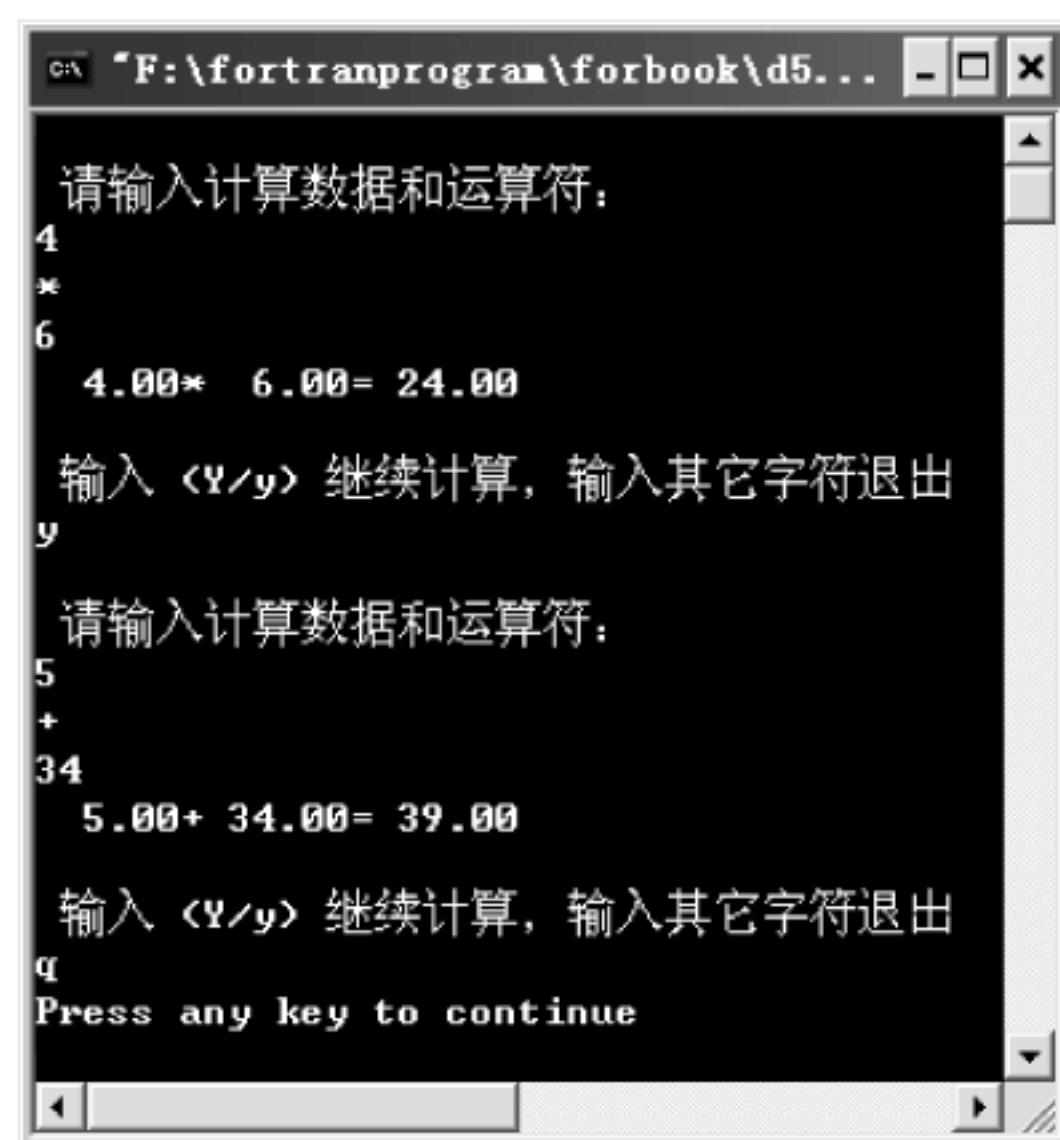 "F:\fortranprogram\forbook\d5...
请输入计算数据和运算符：
4
*
6
4.00*  6.00= 24.00
输入 (Y/y) 继续计算，输入其它字符退出
y
请输入计算数据和运算符：
5
+
34
5.00+ 34.00= 39.00
输入 (Y/y) 继续计算，输入其它字符退出
q
Press any key to continue